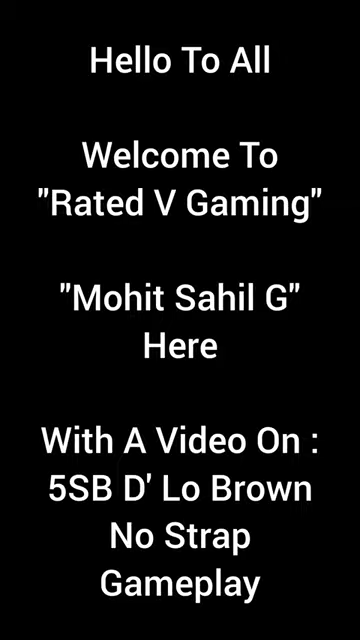 Hello To All
Welcome To
"Rated V Gaming"
"Mohit Sahil G"
Here
With A Video On :
5SB D' Lo Brown
No Strap
Gameplay